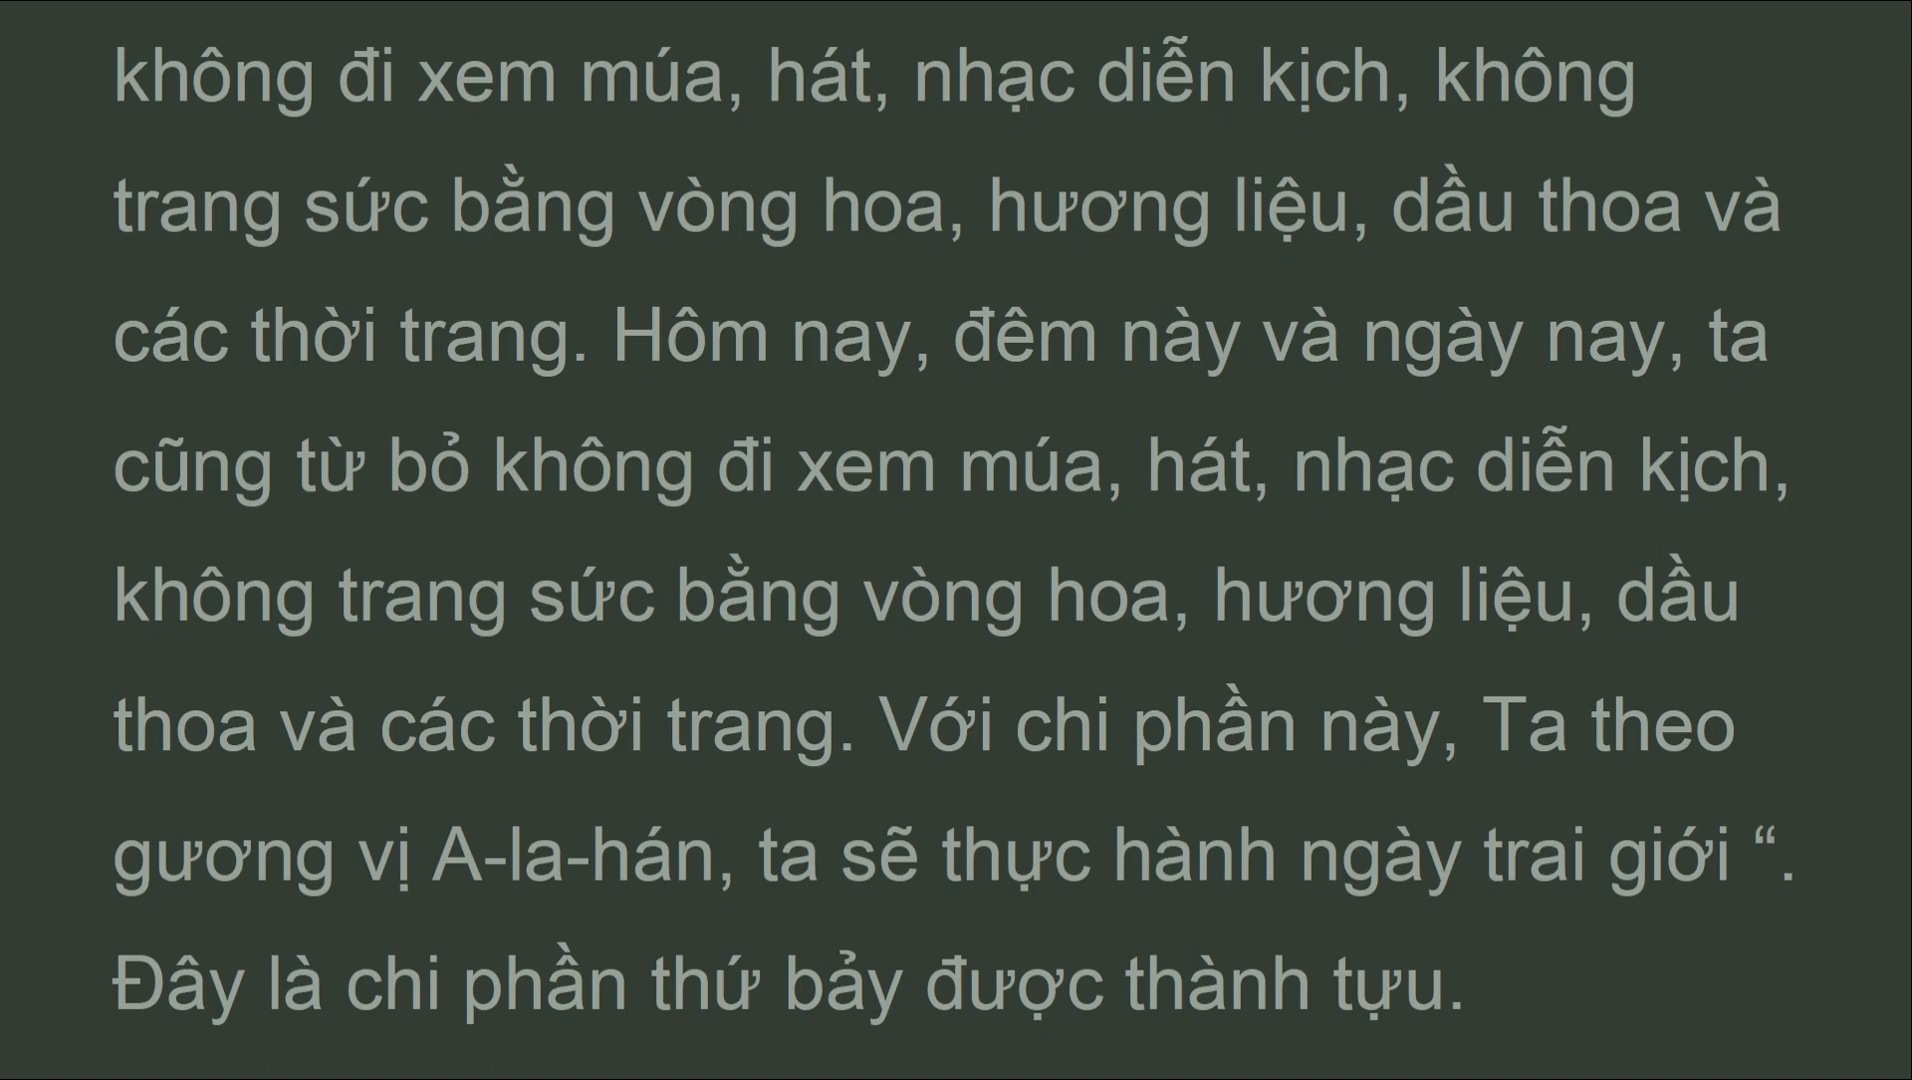 không đi xem múa, hát, nhạc diễn kịch, không
trang sức bằng vòng hoa, hương liệu, dầu thoa và
các thời trang. Hôm nay, đêm này và ngày nay, ta
cũng từ bỏ không đi xem múa, hát, nhạc diễn kịch,
không trang sức bằng vòng hoa, hương liệu, dầu
thoa và các thời trang. Với chi phần này, Ta theo
gương vị A-la-hán, ta sẽ thực hành ngày trai giới “.
Đây là chi phần thứ bảy được thành tựu.